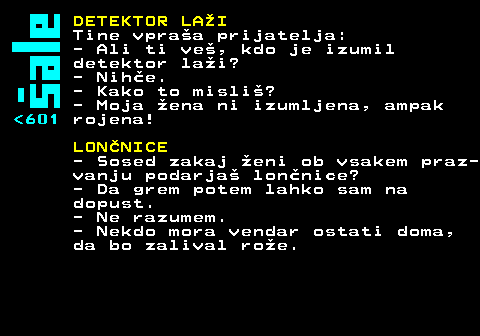 šale
<601
DETEKTOR LAŽI
Tine vpraša prijatelja:
- Ali ti veš, kdo je izumil
detektor laži?
- Nihče.
- Kako to misliš?
- Moja žena ni izumljena, ampak
rojena!
LONČNICE
- Sosed zakaj ženi ob vsakem praz-
vanju podarjaš lončnice?
- Da grem potem lahko sam na
dopust.
- Ne razumem.
- Nekdo mora vendar ostati doma,
da bo zalival rože.